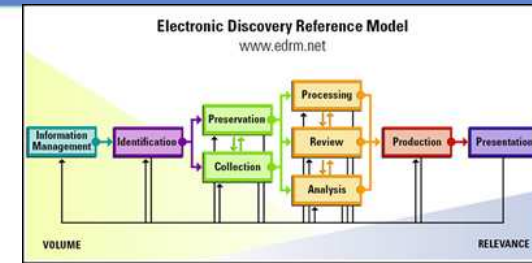 Electronic Discovery Reference Model
www.edrm.net
Information
Management
Identification
Preservation
Collection
Processing
Review
Analysis
Production
Presentation
VOLUME
RELEVANCE